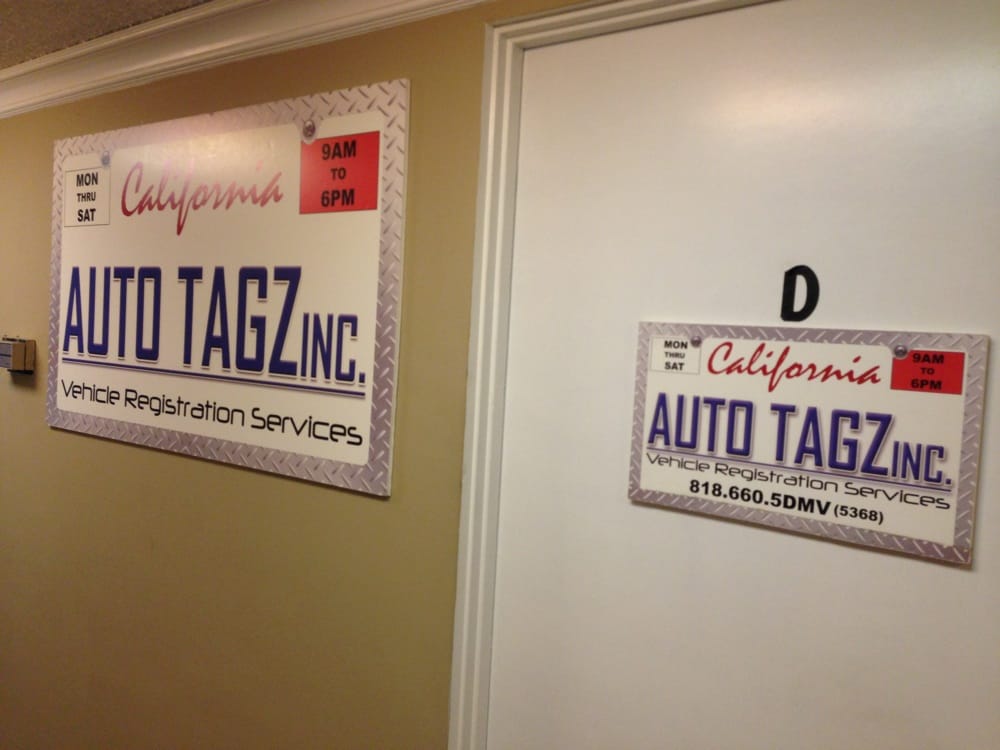 MON
THRU
SAT
California
9AM
TO
6PM
AUTO TAGZ INC.
Vehicle Registration Services
D
MON
THRU
SAT
California
9AM
TO
6PM
AUTO TAGZ INC.
Vehicle Registration Services
818.660.5DMV (5368)